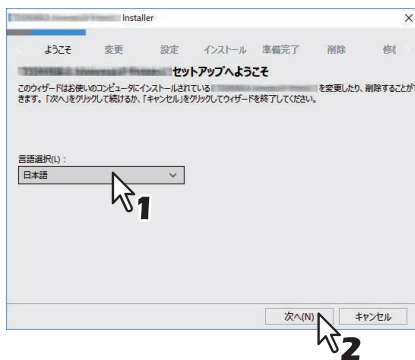 Installer
ようこそ 変更 設定 インストール 準備完了 削除
セットアップへようこそ
このウィザードはお使いのコンピュータにインストールされている を変更したり、削除することが
きます。「次へ」をクリックして続けるか、「キャンセル」をクリックしてウィザードを終了してください。
言語選択(L)：
日本語
1
次へ(N) キャンセル
2